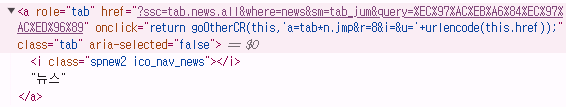 ▼<a role="tab" href="?ssc=tab.news.all&where=news&sm=tab_jum&query=%EC%97%AC%EB%A6%84%EC%97%
AC%ED%96%89" onclick="return goOtherCR(this,'a=tab*n.jmp&r=8&i=&u='+urlencode(this.href));"
class="tab" aria-selected="false"> == $0
<i class="spnew2 ico_nav_news"></i>
"뉴스"
</a>